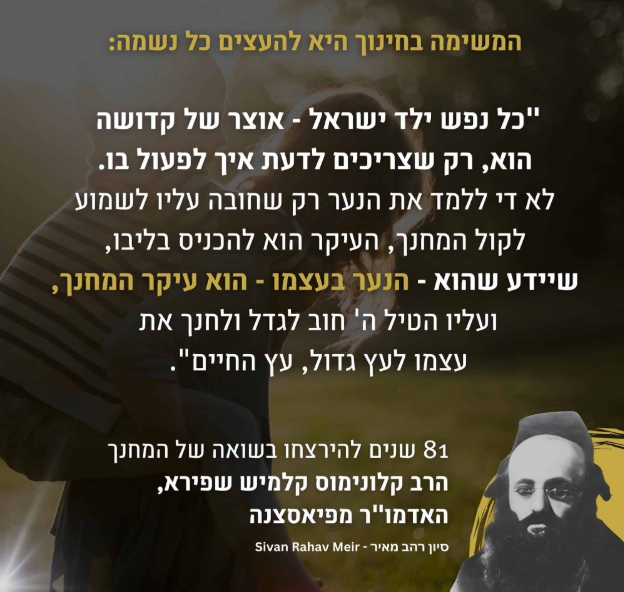 המשימה בחינוך היא להעצים כל נשמה:
"כל נפש ילד ישראל - אוצר של קדושה
הוא, רק שצריכים לדעת איך לפעול בו.
לא די ללמד את הנער רק שחובה עליו לשמוע
לקול המחנך, העיקר הוא להכניס בליבו,
שיידע שהוא - הנער בעצמו - הוא עיקר המחנך,
ועליו הטיל ה' חוב לגדל ולחנך את
עצמו לעץ גדול, עץ החיים".
81 שנים להירצחו בשואה של המחנך
הרב קלונימוס קלמיש שפירא,
האדמו"ר מפיאסצנה
סיון רהב מאיר - Sivan Rahav Meir